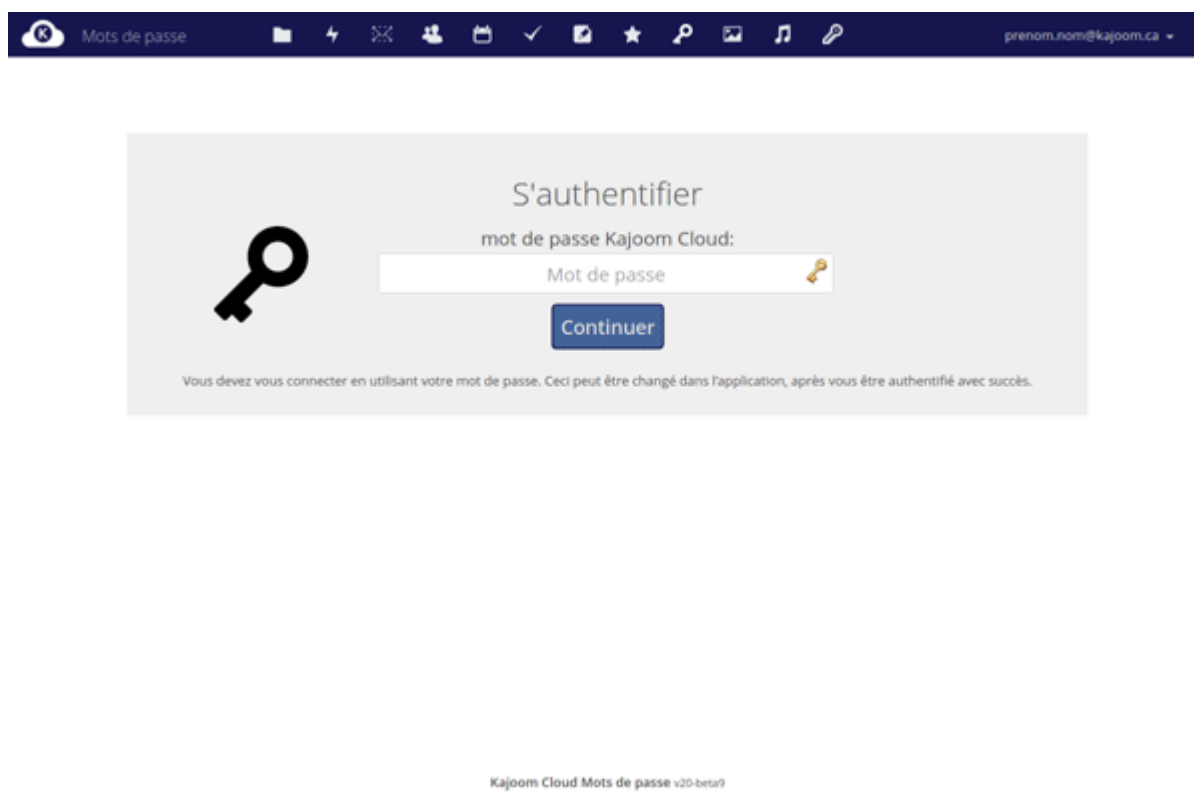 K Mots de passe prenom.nom@kajoom.ca
S'authentifier
mot de passe Kajoom Cloud:
Mot de passe
Continuer
Vous devez vous connecter en utilisant votre mot de passe. Ceci peut être changé dans l'application, après vous être authentifié avec succès.
Kajoom Cloud Mots de passe v20-beta9